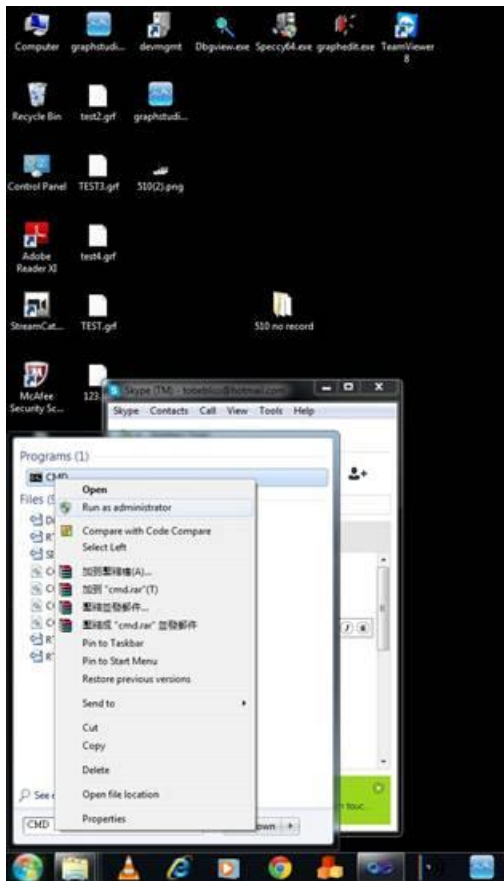 Computer
graphstudi...
devmgmt
Dbgview.exe
Speccy64.exe
graphedit.exe
TeamViewer
8
Recycle Bin
test2.grf
graphstudi...
Control Panel
TEST3.grf
510(2).png
Adobe
Reader XI
test4.grf
StreamCat...
TEST.grf
510 no record
McAfee
Security Sc...
123.
Skype (TM) -
Skype Contacts Call View Tools Help
Programs (1)
CMD
Files (
Open
Run as administrator
Compare with Code Compare
Select Left
加到壓縮檔(A)...
加到 "cmd.rar"(T)
壓縮並發郵件...
壓縮成 "cmd.rar" 並發郵件
Pin to Taskbar
Pin to Start Menu
Restore previous versions
Send to
Cut
Copy
Delete
Open file location
Properties
See
CMD
own